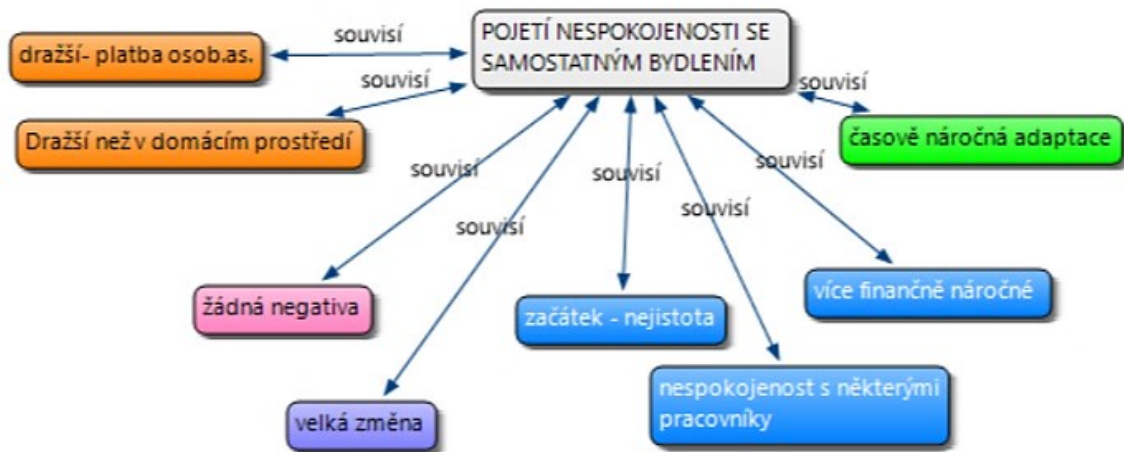 POJETÍ NESPOKOJENOSTI SE
SAMOSTATNÝM BYDLENÍM
souvisí
dražší- platba osob.as.
souvisí
Dražší než v domácím prostředí
souvisí
časově náročná adaptace
souvisí
souvisí
souvisí
souvisí
souvisí
žádná negativa
začátek - nejistota
více finančně náročné
velká změna
nespokojenost s některými
pracovníky